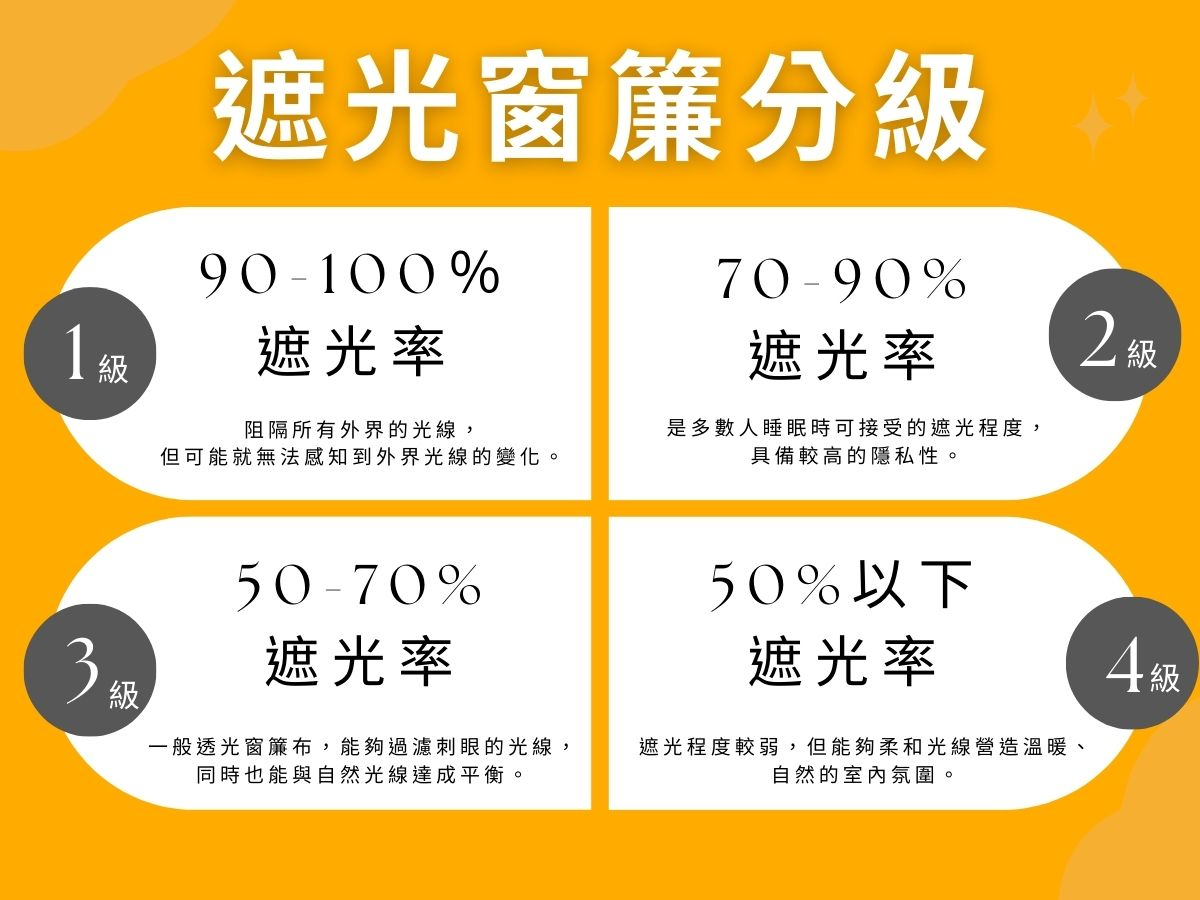 遮光窗簾分級
1級
90-100%
遮光率
阻隔所有外界的光線，
但可能就無法感知到外界光線的變化。
2級
70-90%
遮光率
是多數人睡眠時可接受的遮光程度，
具備較高的隱私性。
3級
50-70%
遮光率
一般透光窗簾布，能夠過濾刺眼的光線，
同時也能與自然光線達成平衡。
4級
50%以下
遮光率
遮光程度較弱，但能夠柔和光線營造溫暖、
自然的室內氛圍。